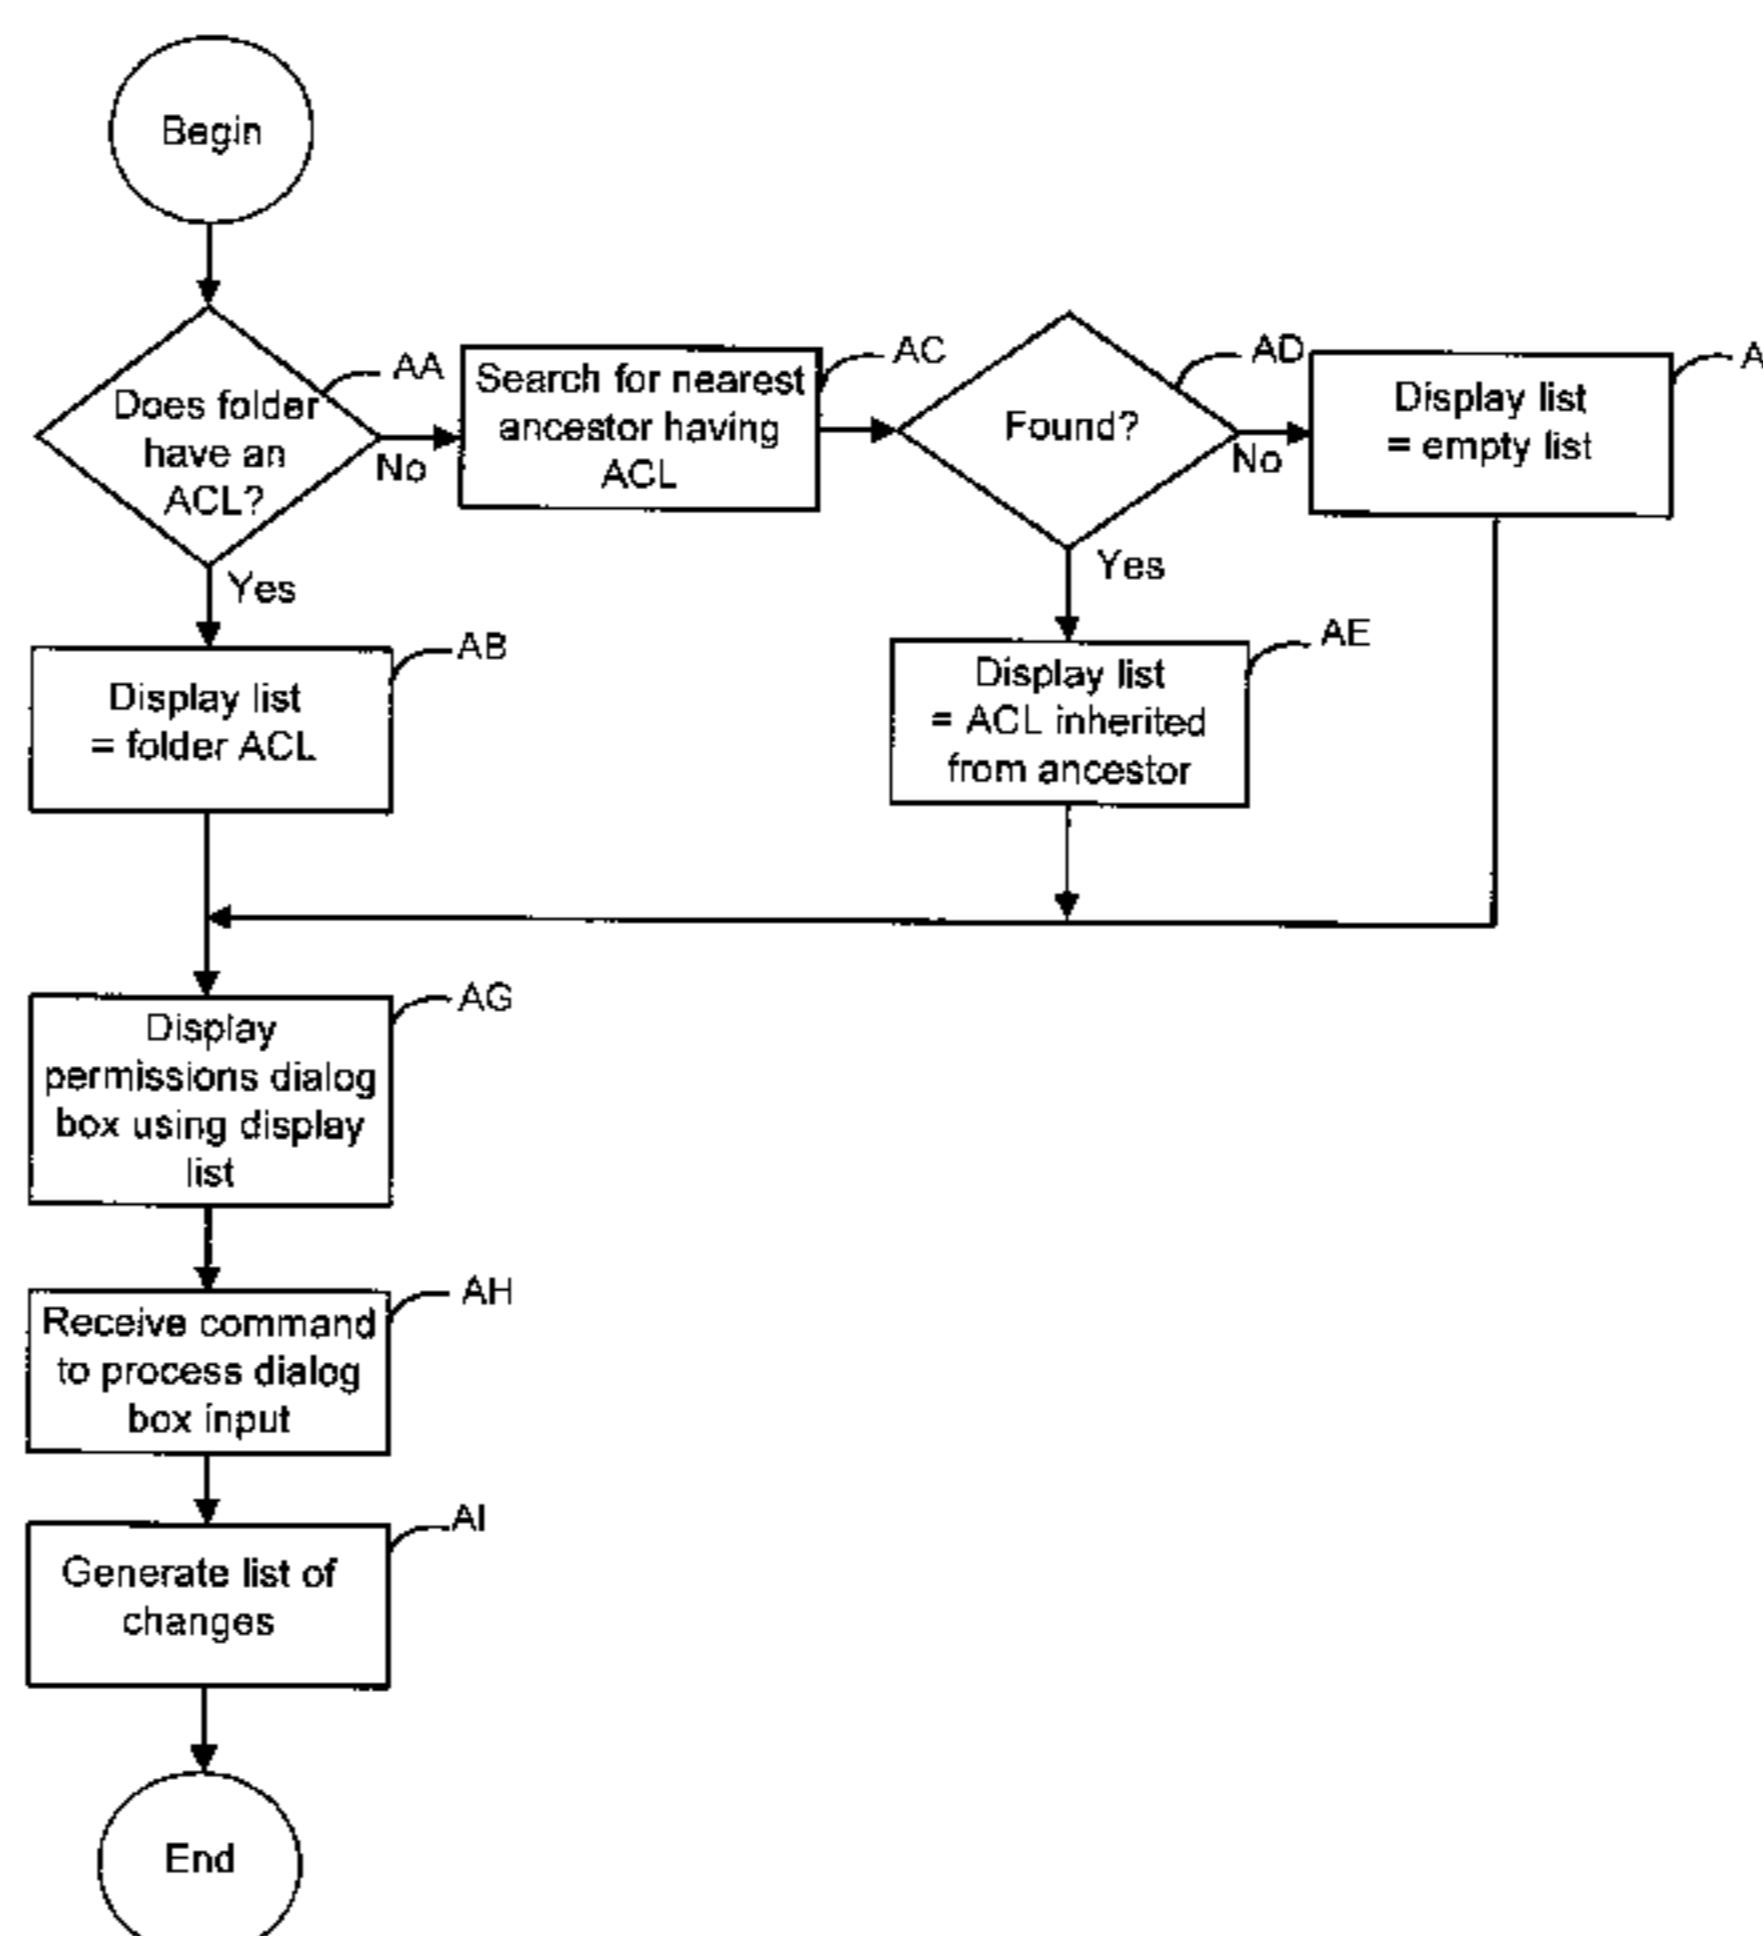 Begin
Does folder
have an
ACL?
AA
No
Search for nearest
ancestor having
ACL
AC
Found?
AD
No
Display list
= empty list
Yes
Yes
AB
Display list
= folder ACL
AE
Display list
= ACL inherited
from ancestor
AG
Display
permissions dialog
box using display
list
AH
Receive command
to process dialog
box input
AI
Generate list of
changes
End